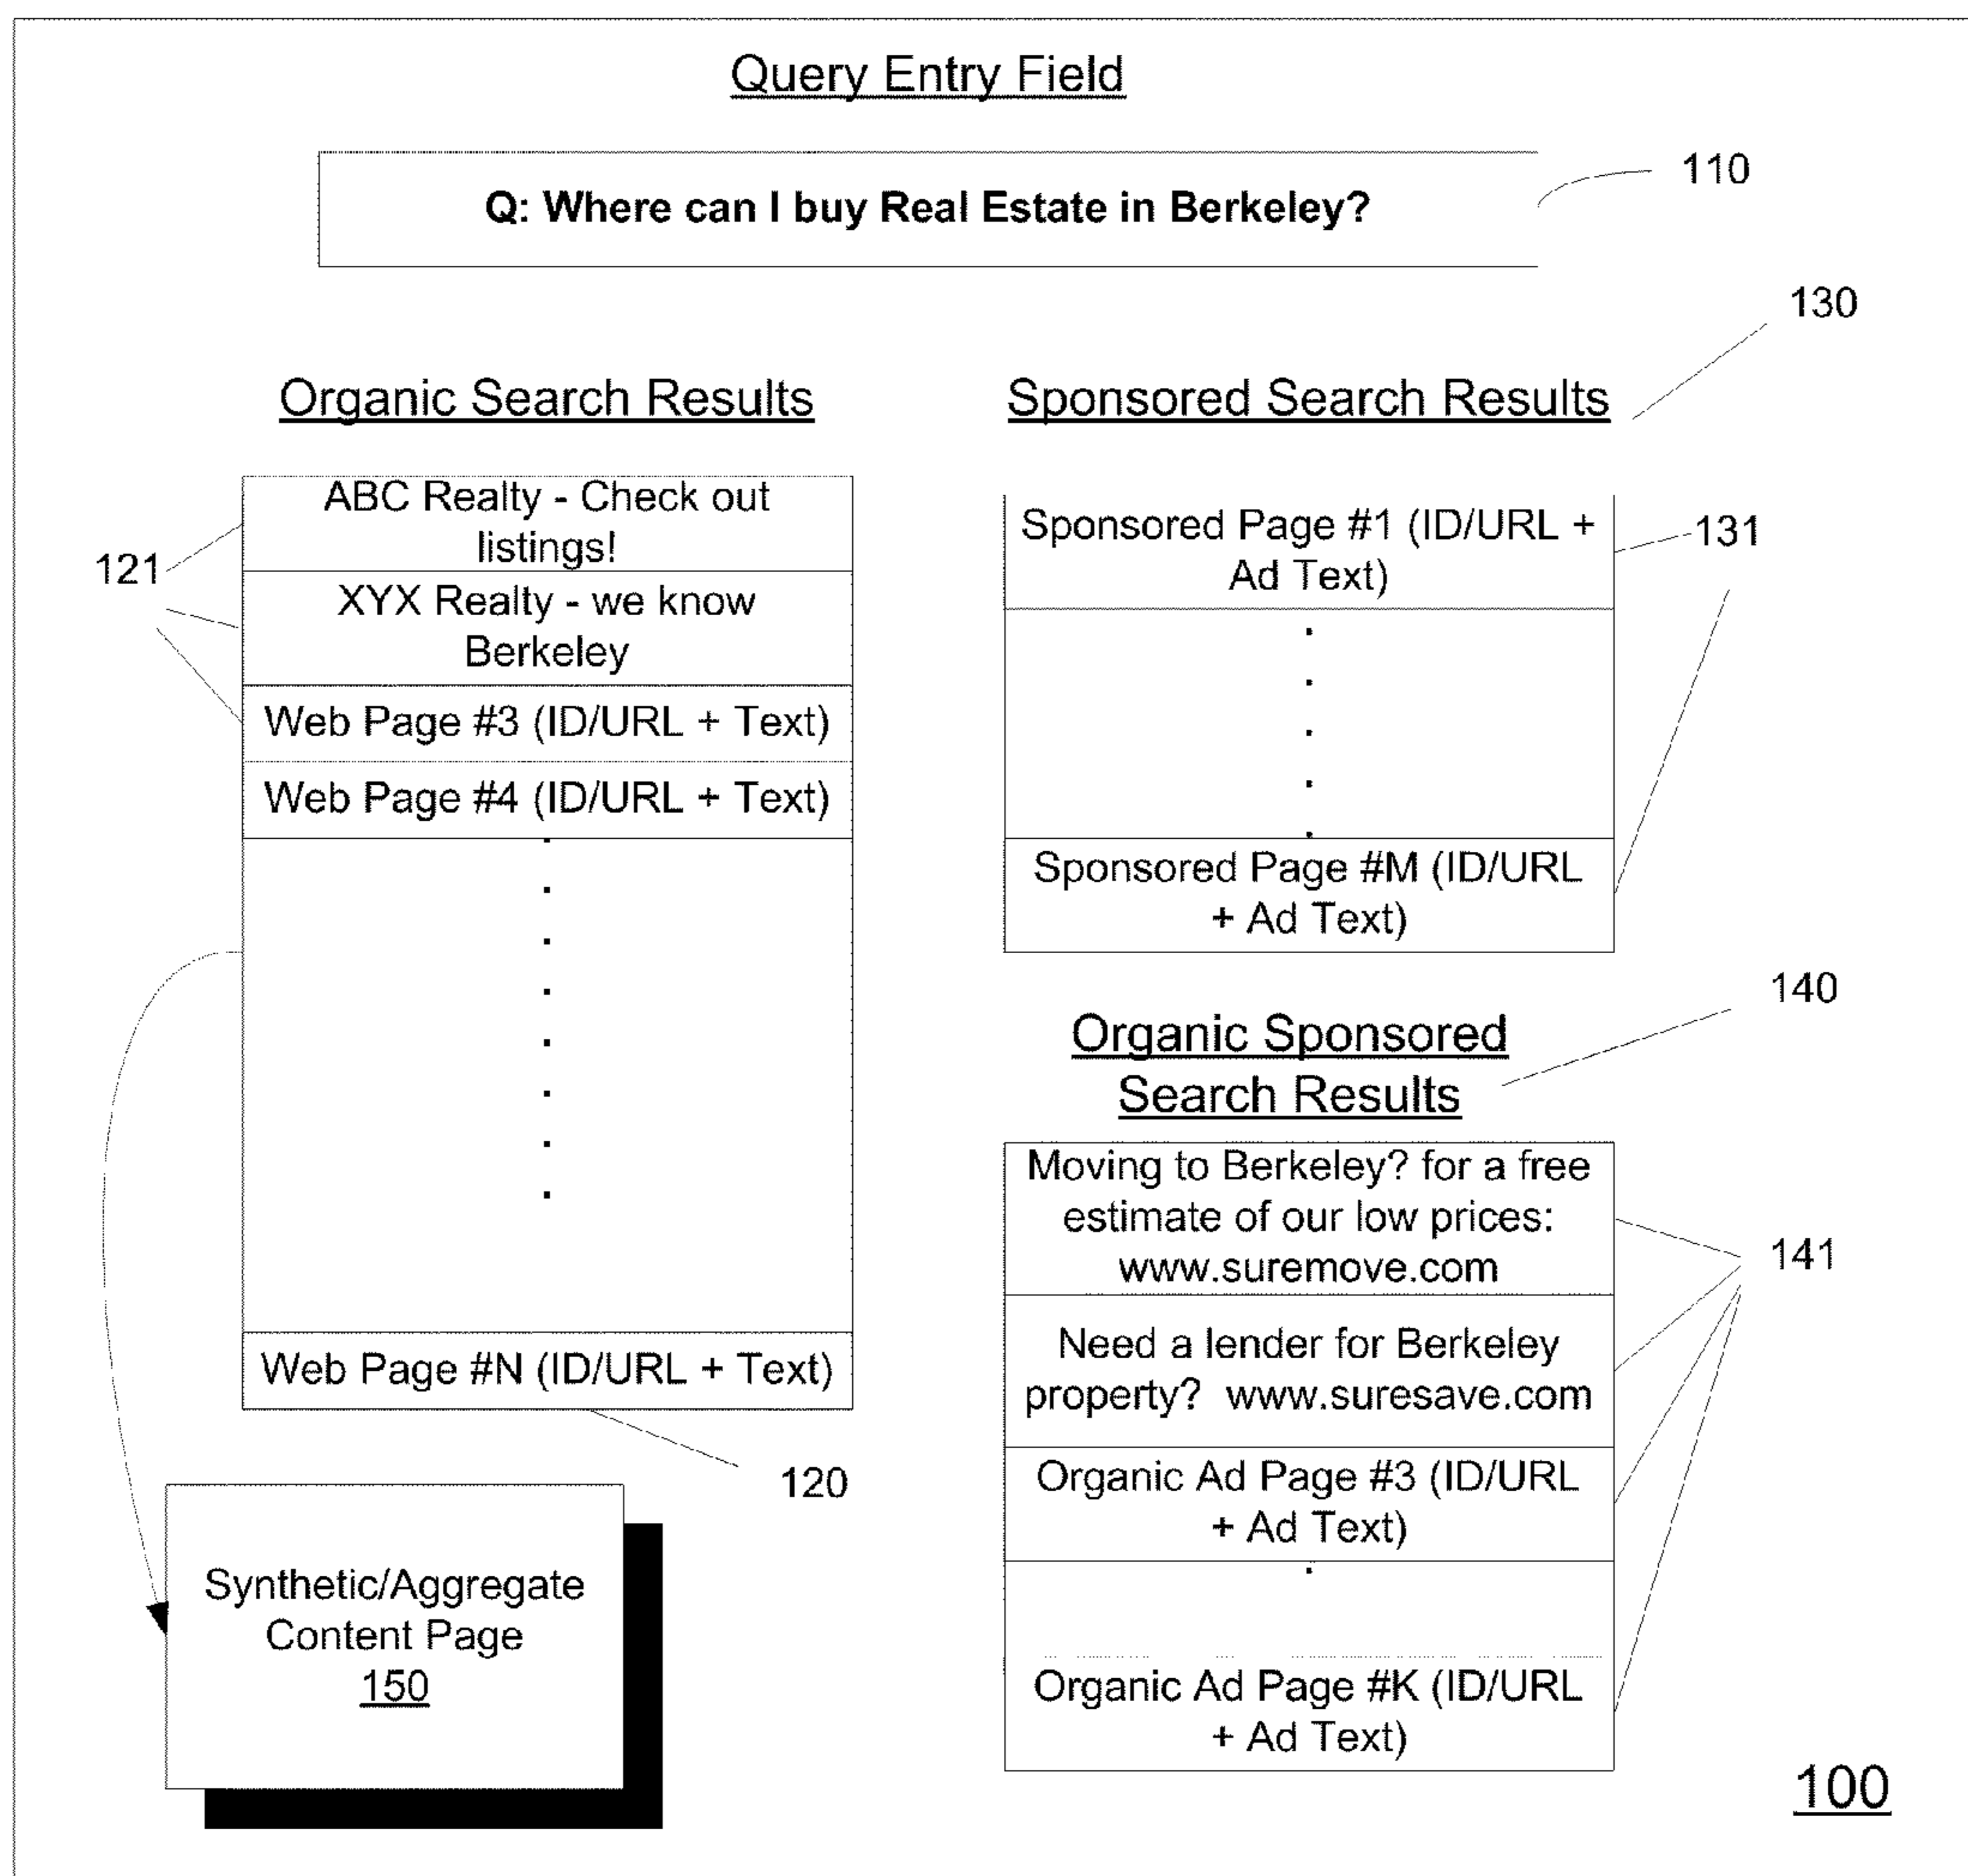 Query Entry Field
Q: Where can I buy Real Estate in Berkeley?
110
130
Organic Search Results
ABC Realty - Check out
listings!
XYX Realty - we know
Berkeley
Web Page #3 (ID/URL + Text)
Web Page #4 (ID/URL + Text)
Web Page #N (ID/URL + Text)
121
120
Synthetic/Aggregate
Content Page
150
Sponsored Search Results
Sponsored Page #1 (ID/URL +
Ad Text)
Sponsored Page #M (ID/URL
+ Ad Text)
131
140
Organic Sponsored
Search Results
Moving to Berkeley? for a free
estimate of our low prices:
www.suremove.com
Need a lender for Berkeley
property? www.suresave.com
Organic Ad Page #3 (ID/URL
+ Ad Text)
Organic Ad Page #K (ID/URL
+ Ad Text)
141
100